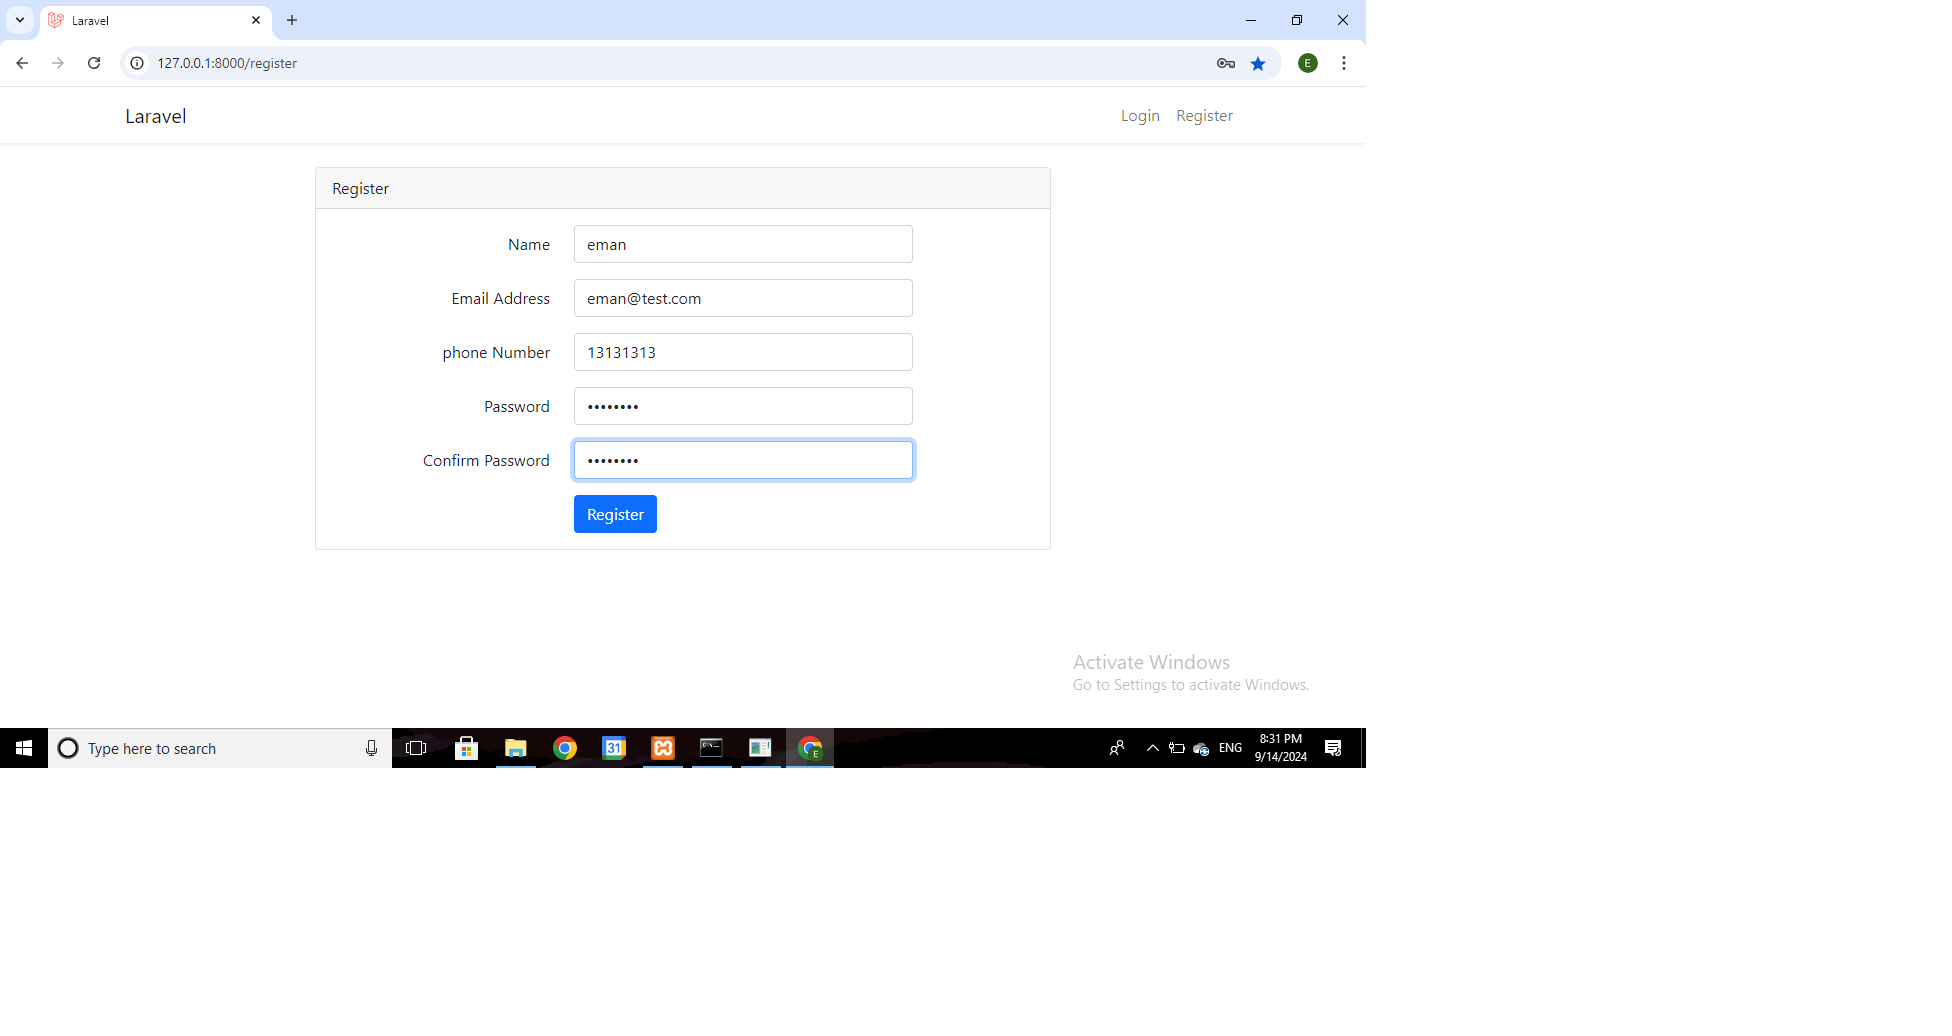 Laravel
127.0.0.1:8000/register
E
Laravel
Login Register
Register
Name eman
Email Address eman@test.com
phone Number 13131313
Password ••••••••
Confirm Password ••••••••
Register
Activate Windows
Go to Settings to activate Windows.
Type here to search
31
E
ENG
8:31 PM
9/14/2024